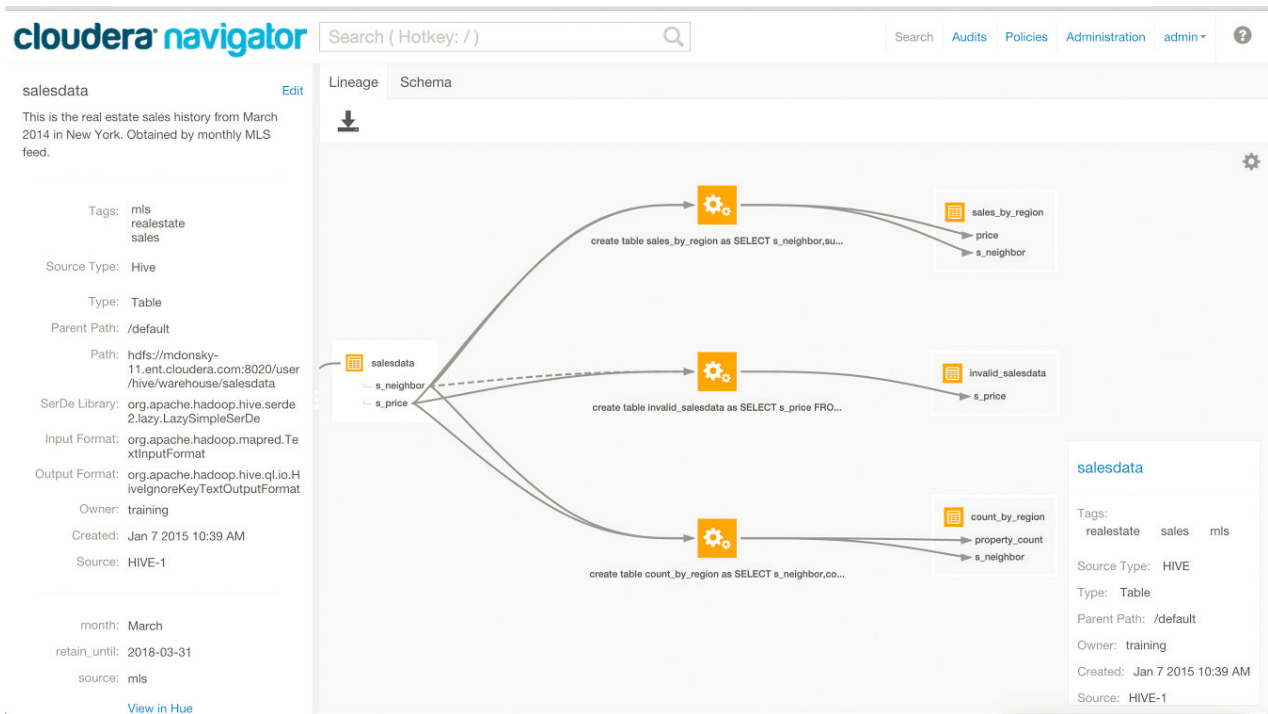 cloudera navigator
Search ( Hotkey: / )
Search Audits Policies Administration admin
?
salesdata Edit
This is the real estate sales history from March
2014 in New York. Obtained by monthly MLS
feed.
Tags: mls
realestate
sales
Source Type: Hive
Type: Table
Parent Path: /default
Path: hdfs://mdonsky-
11.ent.cloudera.com:8020/user
/hive/warehouse/salesdata
SerDe Library: org.apache.hadoop.hive.serde
2.lazy.LazySimpleSerDe
Input Format: org.apache.hadoop.mapred.Te
xtInputFormat
Output Format: org.apache.hadoop.hive.ql.io.H
iveIgnoreKeyTextOutputFormat
Owner: training
Created: Jan 7 2015 10:39 AM
Source: HIVE-1
month: March
retain_until: 2018-03-31
source: mls
View in Hue
Lineage Schema
salesdata
s_neighbor
s_price
create table sales_by_region as SELECT s_neighbor,su...
create table invalid_salesdata as SELECT s_price FRO...
create table count_by_region as SELECT s_neighbor,co...
sales_by_region
price
s_neighbor
invalid_salesdata
s_price
count_by_region
property_count
s_neighbor
salesdata
Tags:
realestate sales mls
Source Type: HIVE
Type: Table
Parent Path: /default
Owner: training
Created: Jan 7 2015 10:39 AM
Source: HIVE-1